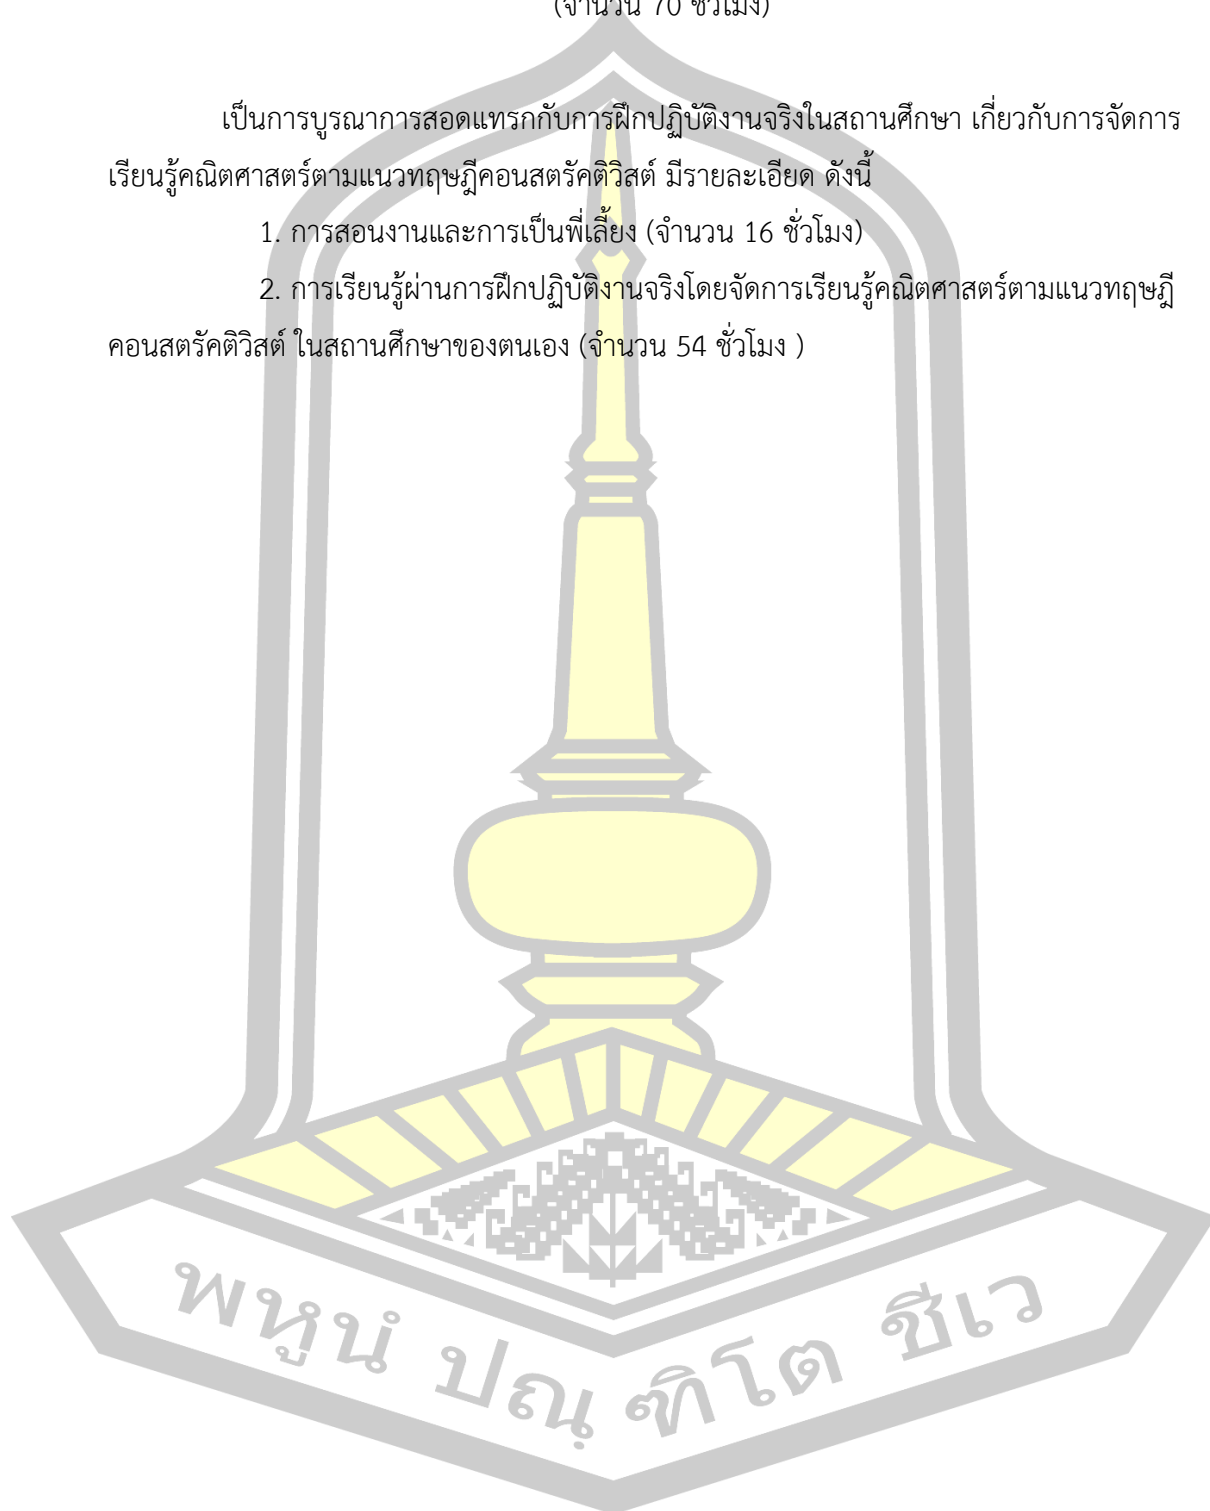 (จำนวน 70 ชั่วโมง)
เป็นการบูรณาการสอดแทรกกับการฝึกปฏิบัติงานจริงในสถานศึกษา เกี่ยวกับการจัดการ
เรียนรู้คณิตศาสตร์ตามแนวทฤษฎีคอนสตรัคติวิสต์ มีรายละเอียด ดังนี้
1. การสอนงานและการเป็นพี่เลี้ยง (จำนวน 16 ชั่วโมง)
2. การเรียนรู้ผ่านการฝึกปฏิบัติงานจริงโดยจัดการเรียนรู้คณิตศาสตร์ตามแนวทฤษฎี
คอนสตรัคติวิสต์ ในสถานศึกษาของตนเอง (จำนวน 54 ชั่วโมง )
พหูนํ ปณฺฑิโต ชีเว